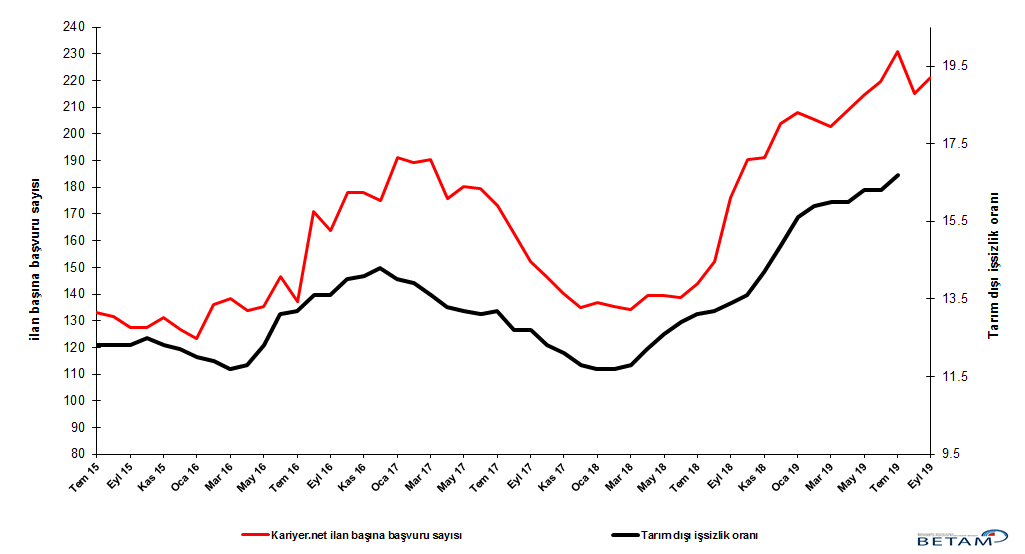 240
230
220
210
200
190
180
170
160
150
140
130
120
110
100
90
80
ilan başına başvuru sayısı
19.5
17.5
15.5
13.5
11.5
9.5
Tarım dışı işsizlik oranı
Tem 15
Eyl 15
Kas 15
Oca 16
Mar 16
May 16
Tem 16
Eyl 16
Kas 16
Oca 17
Mar 17
May 17
Tem 17
Eyl 17
Kas 17
Oca 18
Mar 18
May 18
Tem 18
Eyl 18
Kas 18
Oca 19
Mar 19
May 19
Tem 19
Eyl 19
Kariyer.net ilan başına başvuru sayısı
Tarım dışı işsizlik oranı
BETAM